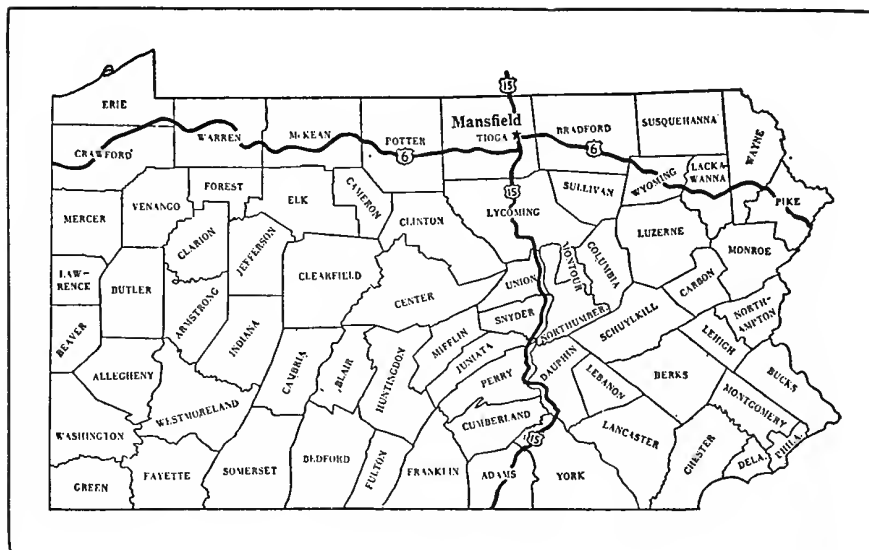 15
ERIE
Mansfield
SUSQUEHANNA
WARREN
McKEAN
POTTER
TIOGA
BRADFORD
WAYNE
CRAWFORD
6
6
LACKA-
WANNA
FOREST
CAMERON
15
SULLIVAN
WYOMING
PIKE
VENANGO
ELK
MERCER
CLINTON
LYCOMING
LUZERNE
CLARION
JEFFERSON
MONTOUR
COLUMBIA
MONROE
LAW-
RENCE
BUTLER
CLEARFIELD
UNION
CARBON
CENTER
ARMSTRONG
SNYDER
NORTHUMBER.
NORTH-
AMPTON
BEAVER
INDIANA
MIFFLIN
SCHUYLKILL
LEHIGH
CAMBRIA
BLAIR
JUNIATA
DAUPHIN
ALLEGHENY
HUNTINGDON
PERRY
LEBANON
BERKS
BUCKS
WESTMORELAND
MONTGOMERY
CUMBERLAND
WASHINGTON
15
LANCASTER
PHILA.
CHESTER
DELA.
GREEN
FAYETTE
SOMERSET
BEDFORD
FULTON
FRANKLIN
ADAMS
YORK